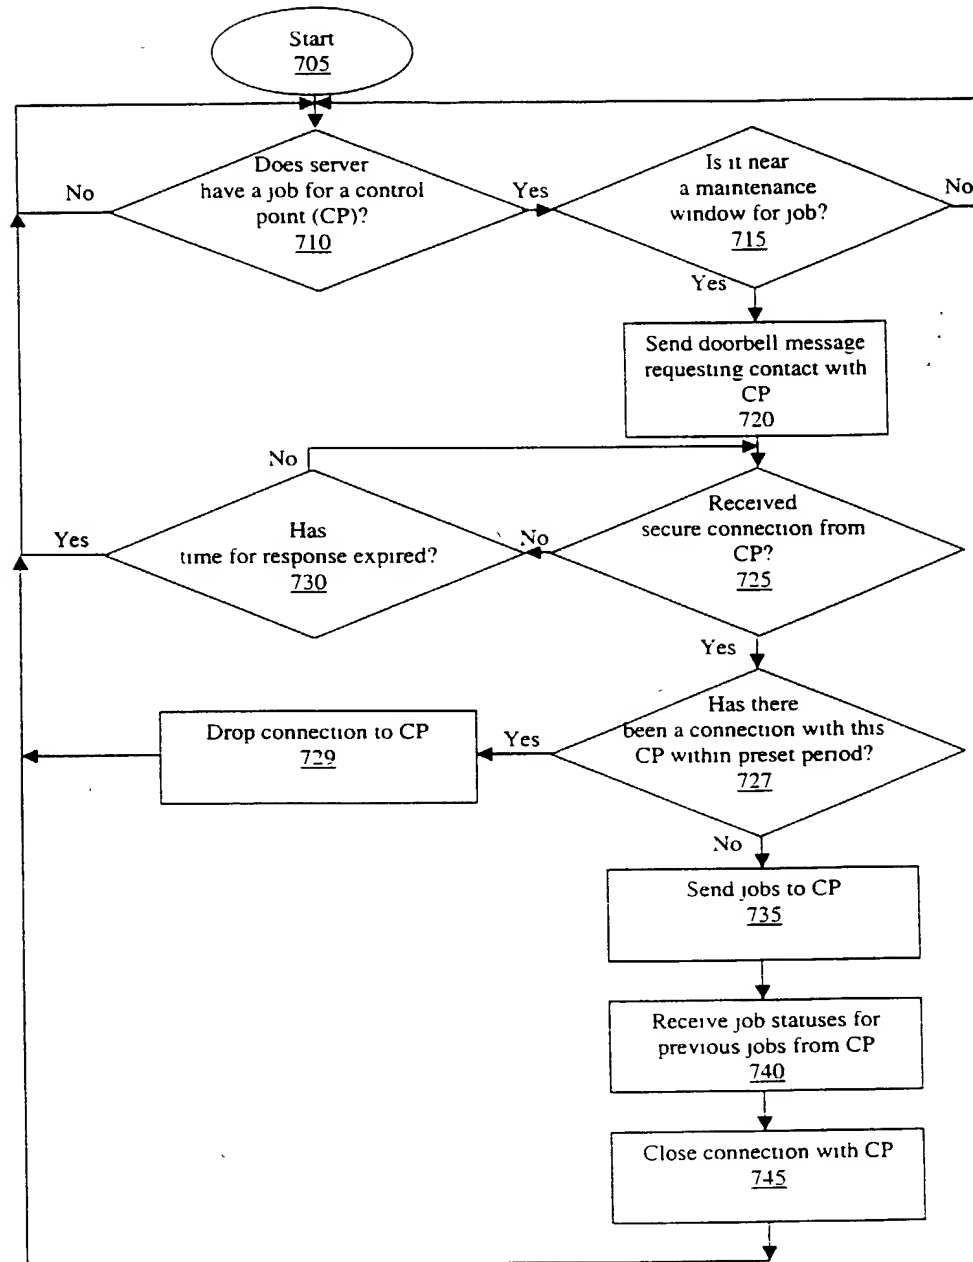 Start
705
Does server
have a job for a control
point (CP)?
710
No
Yes
Is it near
a maintenance
window for job?
715
No
Yes
Send doorbell message
requesting contact with
CP
720
No
Has
time for response expired?
730
Yes
No
Received
secure connection from
CP?
725
Yes
Has there
been a connection with this
CP within preset period?
727
Yes
Drop connection to CP
729
No
Send jobs to CP
735
Receive job statuses for
previous jobs from CP
740
Close connection with CP
745